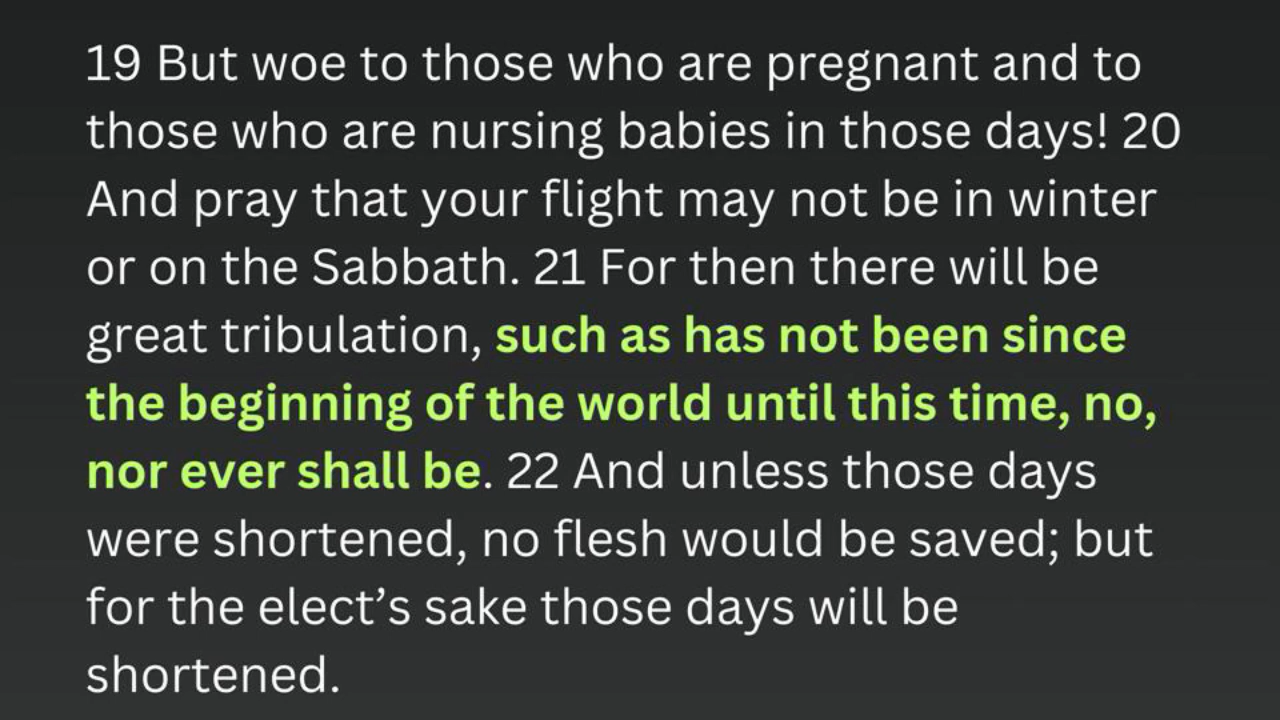 19 But woe to those who are pregnant and to
those who are nursing babies in those days! 20
And pray that your flight may not be in winter
or on the Sabbath. 21 For then there will be
great tribulation, such as has not been since
the beginning of the world until this time, no,
nor ever shall be. 22 And unless those days
were shortened, no flesh would be saved; but
for the elect’s sake those days will be
shortened.